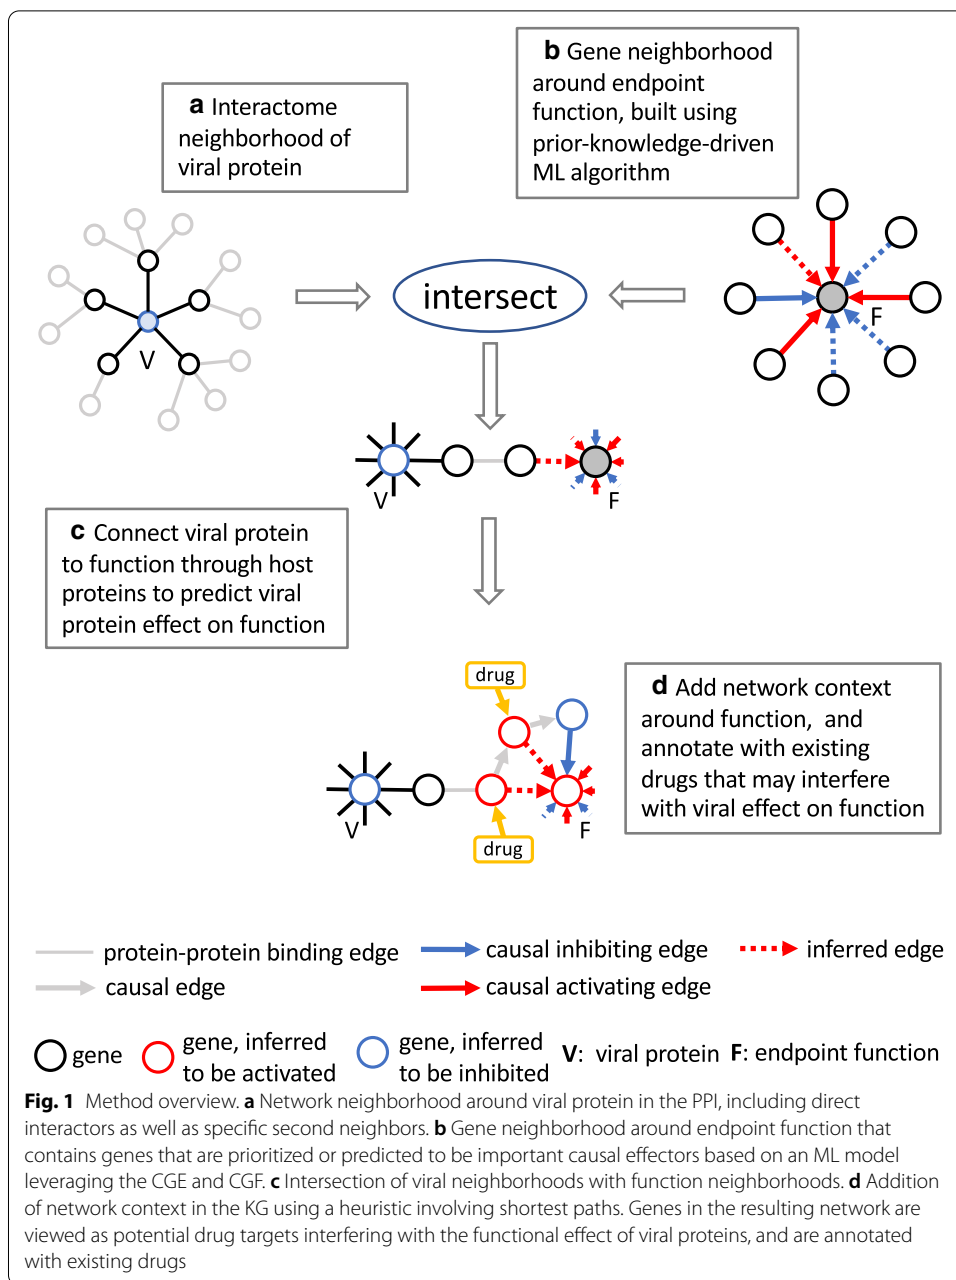 a Interactome
neighborhood of
viral protein
b Gene neighborhood
around endpoint
function, built using
prior-knowledge-driven
ML algorithm
V
intersect
F
V
F
c Connect viral protein
to function through host
proteins to predict viral
protein effect on function
drug
d Add network context
around function, and
annotate with existing
drugs that may interfere
with viral effect on function
V
F
drug
protein-protein binding edge
causal inhibiting edge
inferred edge
causal edge
causal activating edge
gene
gene, inferred
to be activated
gene, inferred
to be inhibited
V: viral protein F: endpoint function
Fig. 1 Method overview. a Network neighborhood around viral protein in the PPI, including direct
interactors as well as specific second neighbors. b Gene neighborhood around endpoint function that
contains genes that are prioritized or predicted to be important causal effectors based on an ML model
leveraging the CGE and CGF. c Intersection of viral neighborhoods with function neighborhoods. d Addition
of network context in the KG using a heuristic involving shortest paths. Genes in the resulting network are
viewed as potential drug targets interfering with the functional effect of viral proteins, and are annotated
with existing drugs